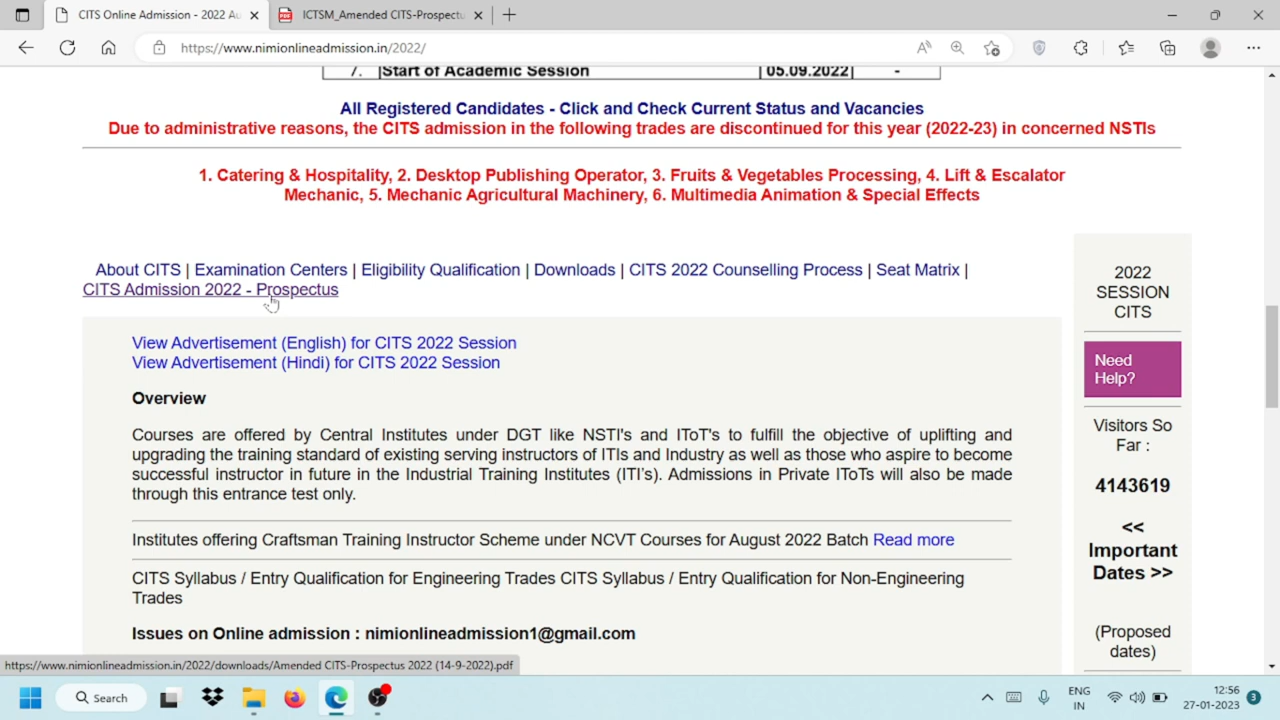 CITS Online Admission - 2022 Au
ICTSM_Amended CITS-Prospectu
https://www.nimionlineadmission.in/2022/
7. Start of Academic Session 05.09.2022 -
All Registered Candidates - Click and Check Current Status and Vacancies
Due to administrative reasons, the CITS admission in the following trades are discontinued for this year (2022-23) in concerned NSTIs
1. Catering & Hospitality, 2. Desktop Publishing Operator, 3. Fruits & Vegetables Processing, 4. Lift & Escalator
Mechanic, 5. Mechanic Agricultural Machinery, 6. Multimedia Animation & Special Effects
About CITS | Examination Centers | Eligibility Qualification | Downloads | CITS 2022 Counselling Process | Seat Matrix |
CITS Admission 2022 - Prospectus
View Advertisement (English) for CITS 2022 Session
View Advertisement (Hindi) for CITS 2022 Session
Overview
Courses are offered by Central Institutes under DGT like NSTI's and IToT's to fulfill the objective of uplifting and
upgrading the training standard of existing serving instructors of ITIs and Industry as well as those who aspire to become
successful instructor in future in the Industrial Training Institutes (ITI's). Admissions in Private IToTs will also be made
through this entrance test only.
Institutes offering Craftsman Training Instructor Scheme under NCVT Courses for August 2022 Batch Read more
CITS Syllabus / Entry Qualification for Engineering Trades CITS Syllabus / Entry Qualification for Non-Engineering
Trades
Issues on Online admission : nimionlineadmission1@gmail.com
2022
SESSION
CITS
Need
Help?
Visitors So
Far :
4143619
<<
Important
Dates >>
(Proposed
dates)
https://www.nimionlineadmission.in/2022/downloads/Amended CITS-Prospectus 2022 (14-9-2022).pdf
Search
ENG
IN
12:56
27-01-2023
3